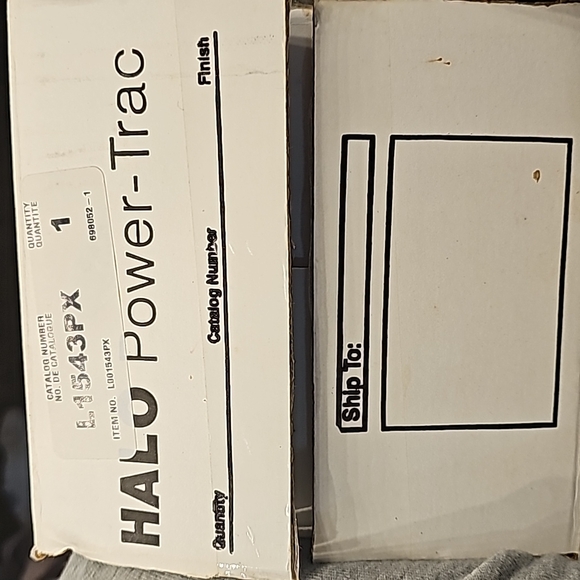 CATALOG NUMBER
NO. DE CATALOGUE
L1543PX
QUANTITY
QUANTITE
1
ITEM NO. L001543PX
698052-1
HALO Power-Trac
Quantity Catalog Number Finish
Ship To: